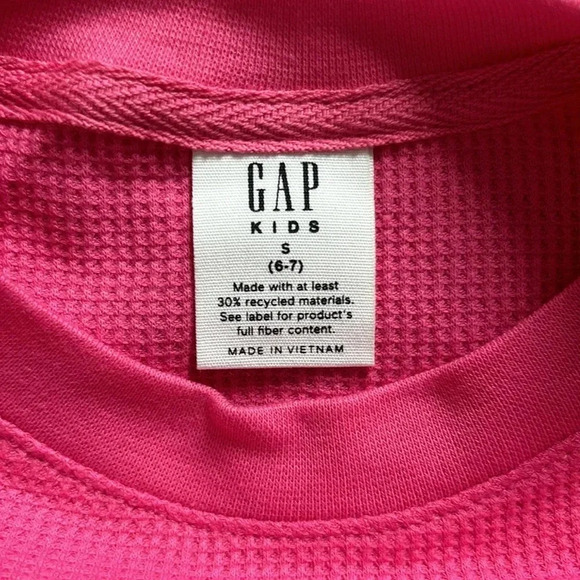 GAP
KIDS
S
(6-7)
Made with at least
30% recycled materials.
See label for product's
full fiber content.
MADE IN VIETNAM